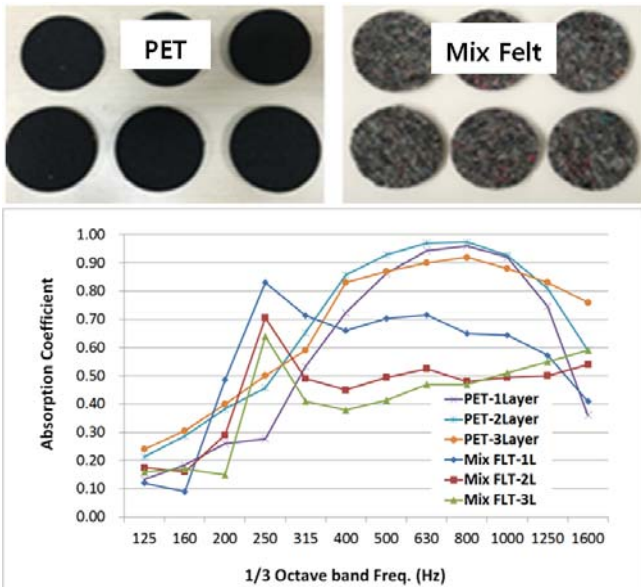 PET
Mix Felt
1.00
0.90
0.80
0.70
0.60
0.50
0.40
0.30
0.20
0.10
0.00
Absorption Coefficient
PET-1Layer
PET-2Layer
PET-3Layer
Mix FLT-1L
Mix FLT-2L
Mix FLT-3L
125 160 200 250 315 400 500 630 800 1000 1250 1600
1/3 Octave band Freq. (Hz)